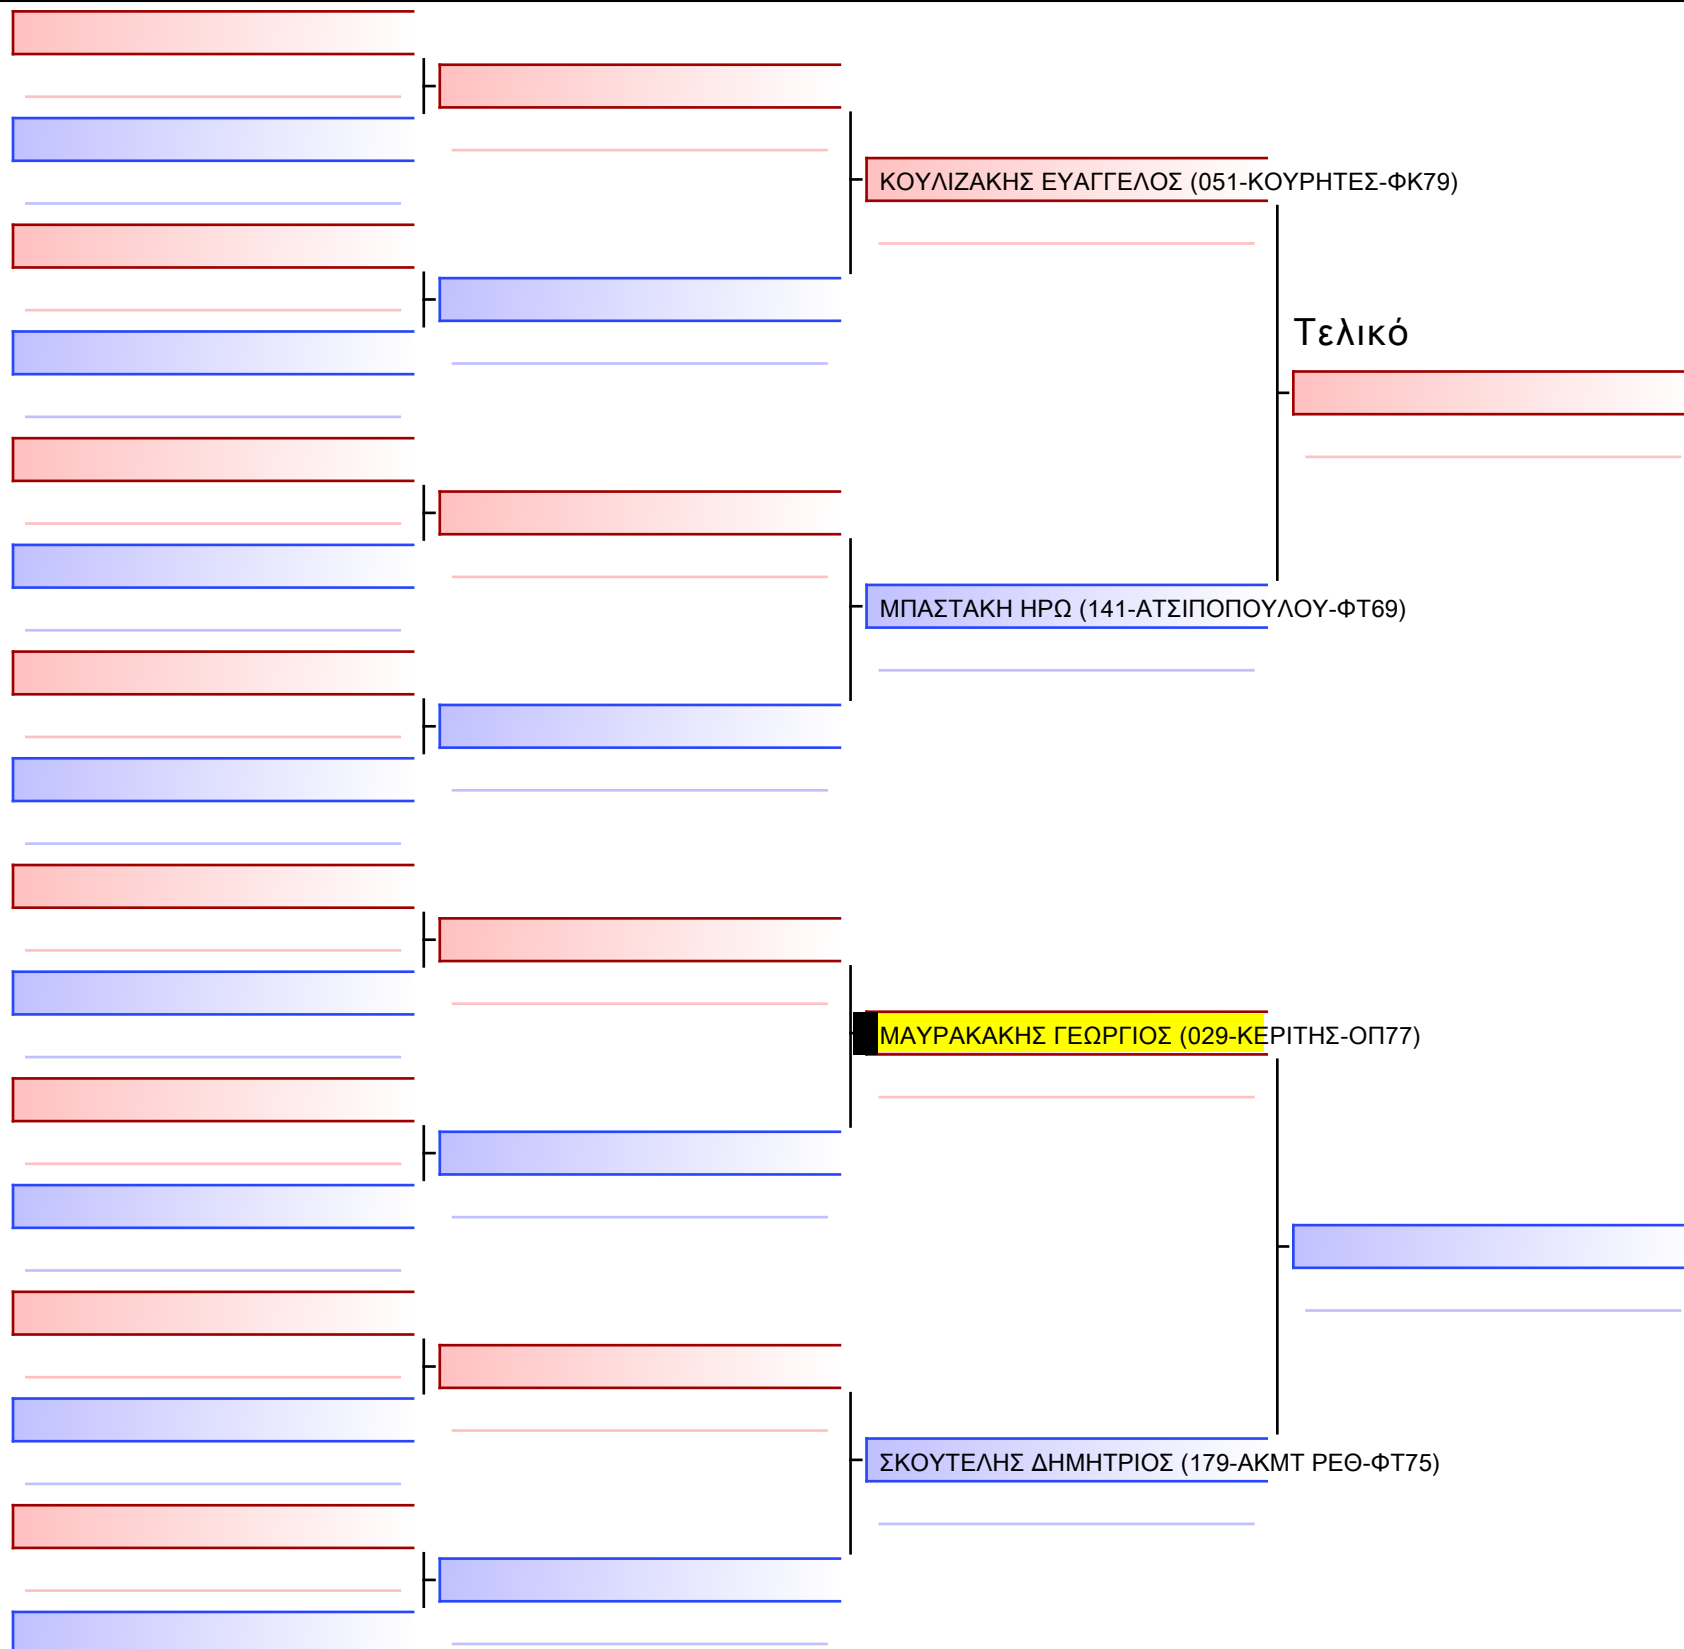 ΚΟΥΛΙΖΑΚΗΣ ΕΥΑΓΓΕΛΟΣ (051-ΚΟΥΡΗΤΕΣ-ΦΚ79)
Τελικό
ΜΠΑΣΤΑΚΗ ΗΡΩ (141-ΑΤΣΙΠΟΠΟΥΛΟΥ-ΦΤ69)
ΜΑΥΡΑΚΑΚΗΣ ΓΕΩΡΓΙΟΣ (029-ΚΕΡΙΤΗΣ-ΟΠ77)
ΣΚΟΥΤΕΛΗΣ ΔΗΜΗΤΡΙΟΣ (179-ΑΚΜΤ ΡΕΘ-ΦΤ75)